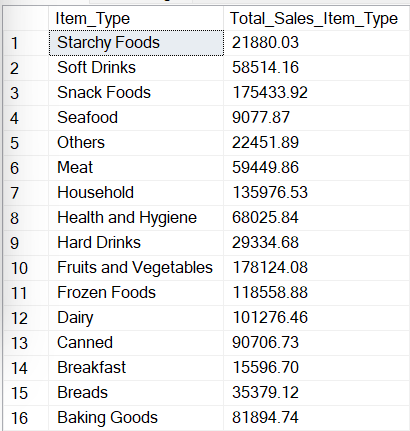 Item_Type Total_Sales_Item_Type
1 Starchy Foods 21880.03
2 Soft Drinks 58514.16
3 Snack Foods 175433.92
4 Seafood 9077.87
5 Others 22451.89
6 Meat 59449.86
7 Household 135976.53
8 Health and Hygiene 68025.84
9 Hard Drinks 29334.68
10 Fruits and Vegetables 178124.08
11 Frozen Foods 118558.88
12 Dairy 101276.46
13 Canned 90706.73
14 Breakfast 15596.70
15 Breads 35379.12
16 Baking Goods 81894.74